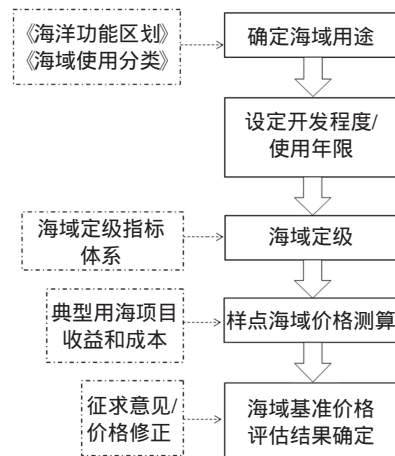 《海洋功能区划》
《海域使用分类》
确定海域用途
设定开发程度/
使用年限
海域定级指标
体系
海域定级
典型用海项目
收益和成本
样点海域价格测算
征求意见/
价格修正
海域基准价格
评估结果确定